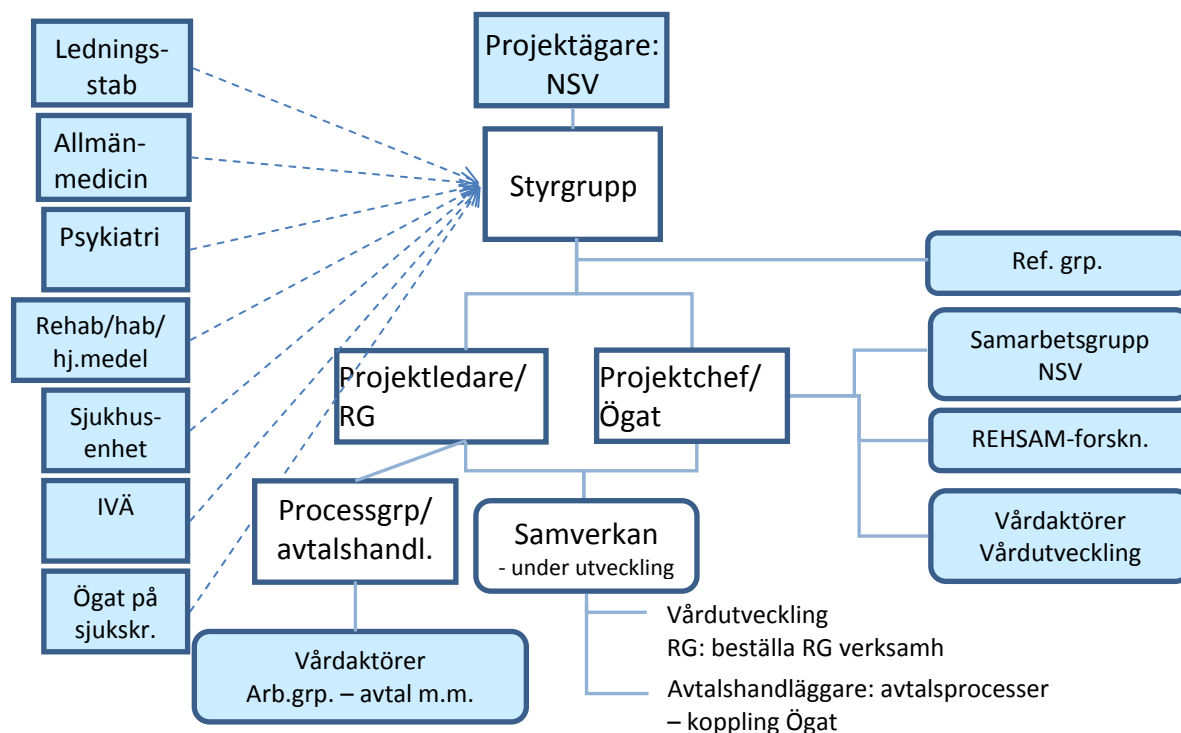 Lednings-
stab
Allmän-
medicin
Psykiatri
Rehab/hab/
hj.medel
Sjukhus-
enhet
IVÄ
Ögat på
sjukskr.
Projektägare:
NSV
Styrgrupp
Ref. grp.
Projektledare/
RG
Projektchef/
Ögat
Samarbetsgrupp
NSV
REHSAM-forskn.
Vårdaktörer
Vårdutveckling
Processgrp/
avtalshandl.
Samverkan
- under utveckling
Vårdaktörer
Arb.grp. – avtal m.m.
Vårdutveckling
RG: beställa RG verksamh
Avtalshandläggare: avtalsprocesser
– koppling Ögat